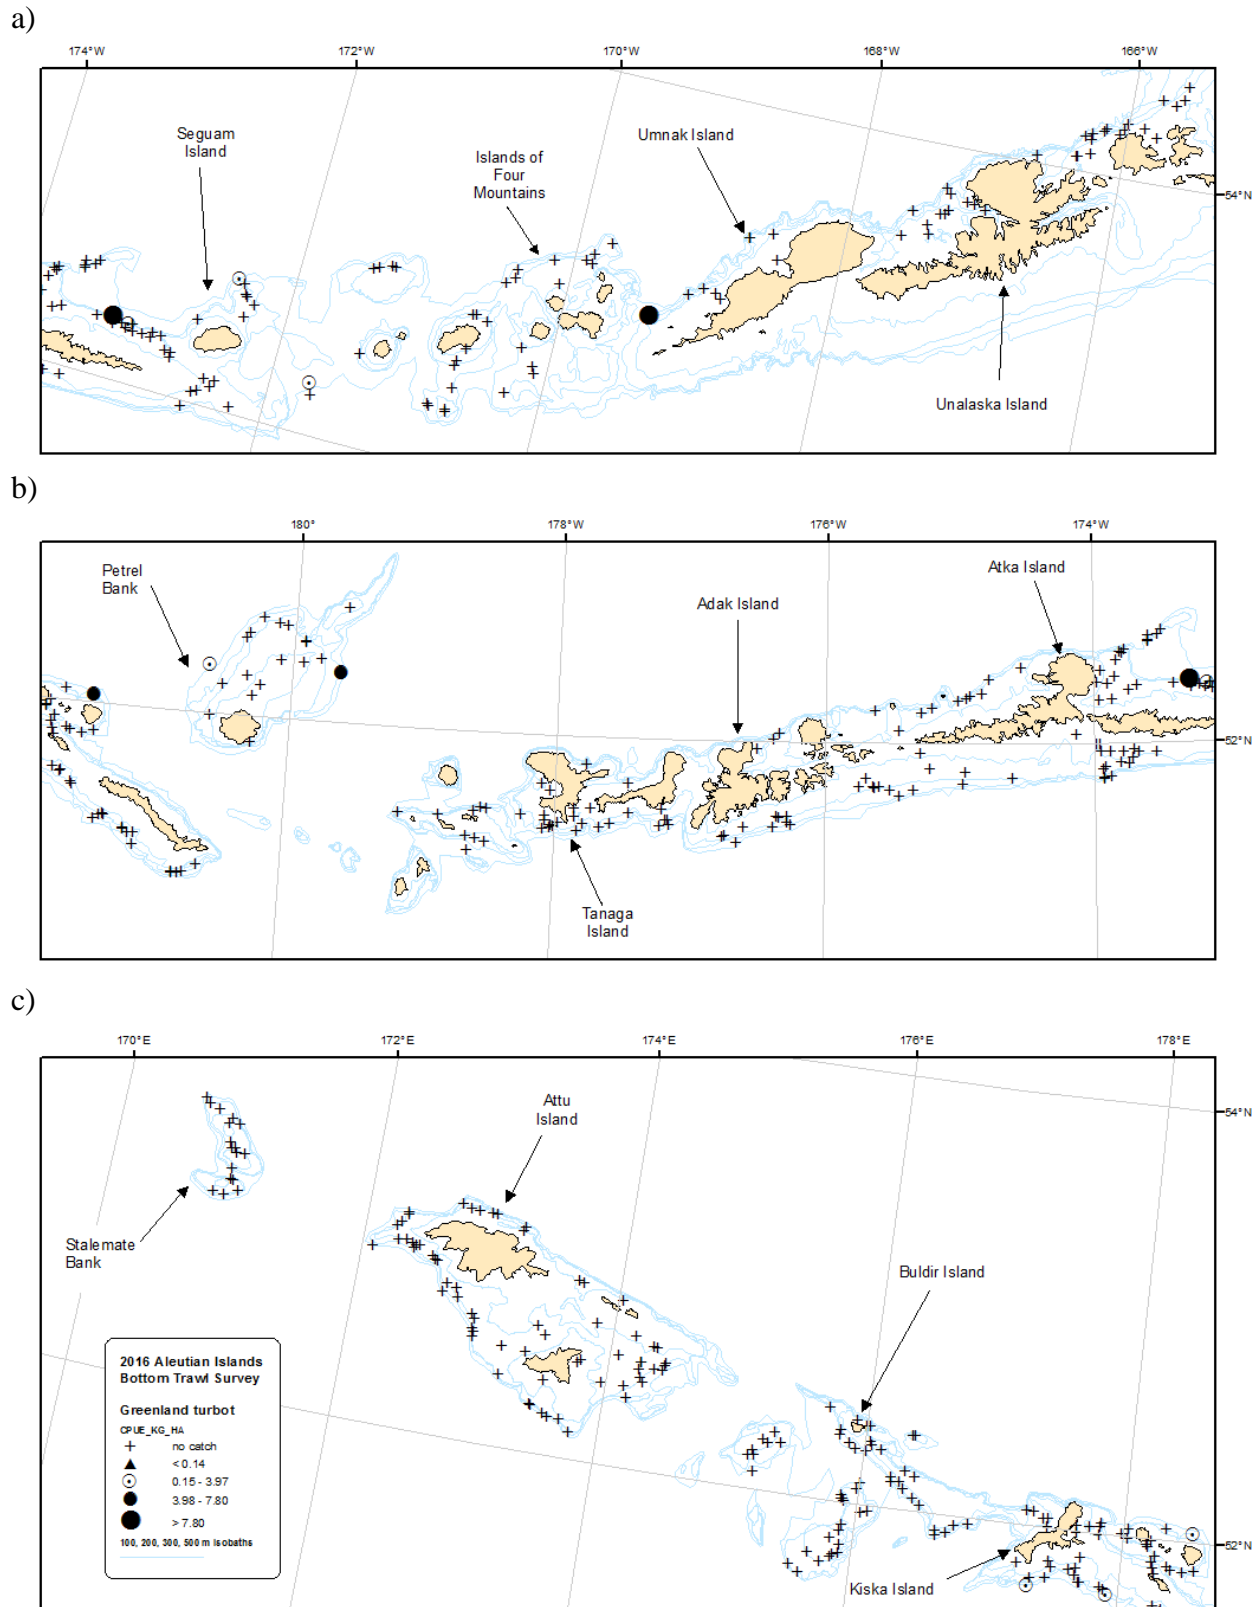 a)
174°W 172°W 170°W 168°W 166°W
Seguam
Island
Islands of
Four
Mountains
Umnak Island
54°N
Unalaska Island
b)
180° 178°W 176°W 174°W
Petrel
Bank
Adak Island
Atka Island
52°N
Tanaga
Island
c)
170°E 172°E 174°E 176°E 178°E
Attu
Island
54°N
Stalemate
Bank
Buldir Island
52°N
Kiska Island
2016 Aleutian Islands
Bottom Trawl Survey
Greenland turbot
CPUE_KG_HA
no catch
< 0.14
0.15 - 3.97
3.98 - 7.80
> 7.80
100, 200, 300, 500 m Isobaths